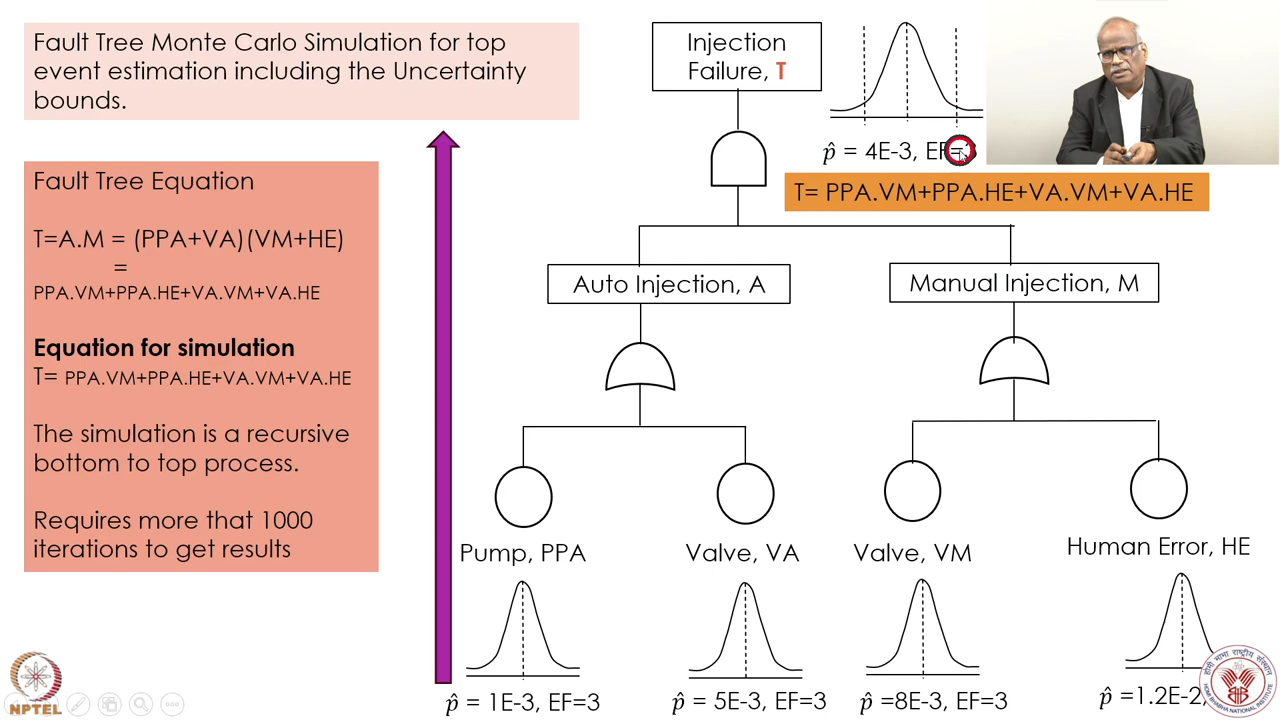 Fault Tree Monte Carlo Simulation for top
event estimation including the Uncertainty
bounds.
Fault Tree Equation
T=A.M = (PPA+VA)(VM+HE)
=
PPA.VM+PPA.HE+VA.VM+VA.HE
Equation for simulation
T= PPA.VM+PPA.HE+VA.VM+VA.HE
The simulation is a recursive
bottom to top process.
Requires more that 1000
iterations to get results
Injection
Failure, T
p̂ = 4E-3, EF=3
T= PPA.VM+PPA.HE+VA.VM+VA.HE
Auto Injection, A
Manual Injection, M
Pump, PPA
Valve, VA
Valve, VM
Human Error, HE
p̂ = 1E-3, EF=3
p̂ = 5E-3, EF=3
p̂ =8E-3, EF=3
p̂ =1.2E-2,
NPTEL
होमी भाभा राष्ट्रीय संस्थान
HOMI BHABHA NATIONAL INSTITUTE